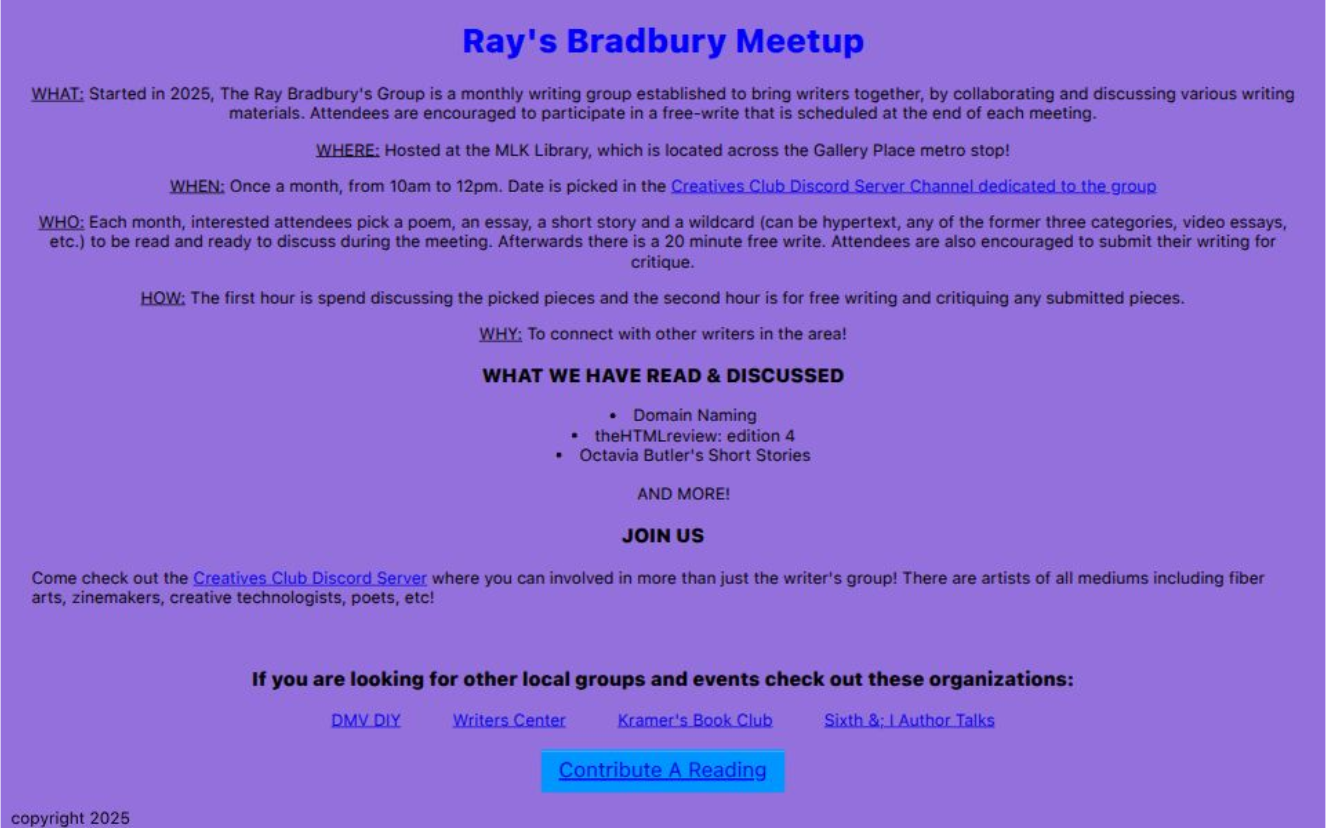 Ray's Bradbury Meetup
WHAT: Started in 2025, The Ray Bradbury's Group is a monthly writing group established to bring writers together, by collaborating and discussing various writing
materials. Attendees are encouraged to participate in a free-write that is scheduled at the end of each meeting.
WHERE: Hosted at the MLK Library, which is located across the Gallery Place metro stop!
WHEN: Once a month, from 10am to 12pm. Date is picked in the Creatives Club Discord Server Channel dedicated to the group
WHO: Each month, interested attendees pick a poem, an essay, a short story and a wildcard (can be hypertext, any of the former three categories, video essays,
etc.) to be read and ready to discuss during the meeting. Afterwards there is a 20 minute free write. Attendees are also encouraged to submit their writing for
critique.
HOW: The first hour is spend discussing the picked pieces and the second hour is for free writing and critiquing any submitted pieces.
WHY: To connect with other writers in the area!
WHAT WE HAVE READ & DISCUSSED
• Domain Naming
• theHTMLreview: edition 4
• Octavia Butler's Short Stories
AND MORE!
JOIN US
Come check out the Creatives Club Discord Server where you can involved in more than just the writer's group! There are artists of all mediums including fiber
arts, zinemakers, creative technologists, poets, etc!
If you are looking for other local groups and events check out these organizations:
DMV DIY Writers Center Kramer's Book Club Sixth &; I Author Talks
Contribute A Reading
copyright 2025